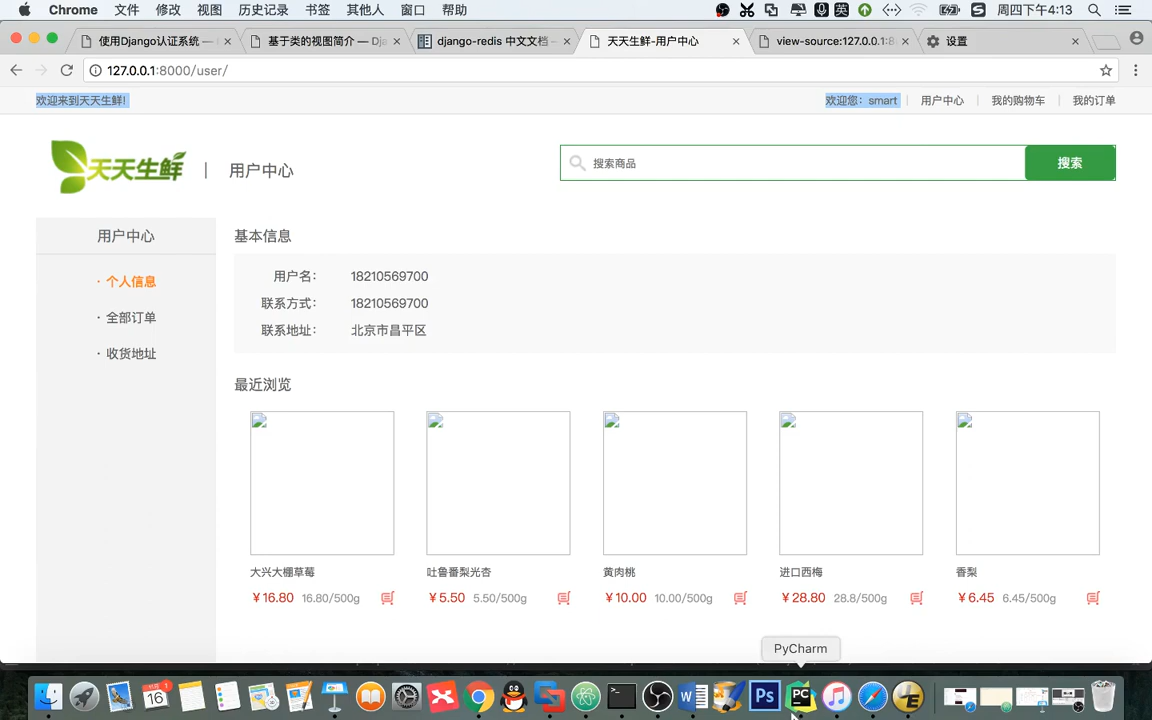 Chrome 文件 修改 视图 历史记录 书签 其他人 窗口 帮助 英 周四下午4:13
使用Django认证系统 — 基于类的视图简介 — Dja django-redis 中文文档 天天生鲜-用户中心 view-source:127.0.0.1:8 设置
127.0.0.1:8000/user/
欢迎来到天天生鲜! 欢迎您：smart | 用户中心 | 我的购物车 | 我的订单
天天生鲜 | 用户中心 搜索商品 搜索
用户中心
· 个人信息
· 全部订单
· 收货地址
基本信息
用户名： 18210569700
联系方式： 18210569700
联系地址： 北京市昌平区
最近浏览
大兴大棚草莓 吐鲁番梨光杏 黄肉桃 进口西梅 香梨
￥16.80 16.80/500g ￥5.50 5.50/500g ￥10.00 10.00/500g ￥28.80 28.8/500g ￥6.45 6.45/500g
PyCharm
16 1 W Ps PC